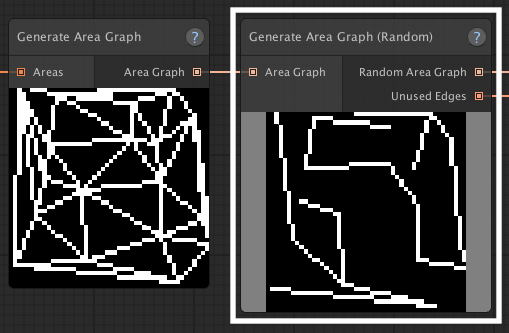 Generate Area Graph ?
Areas Area Graph
Generate Area Graph (Random) ?
Area Graph Random Area Graph
Unused Edges